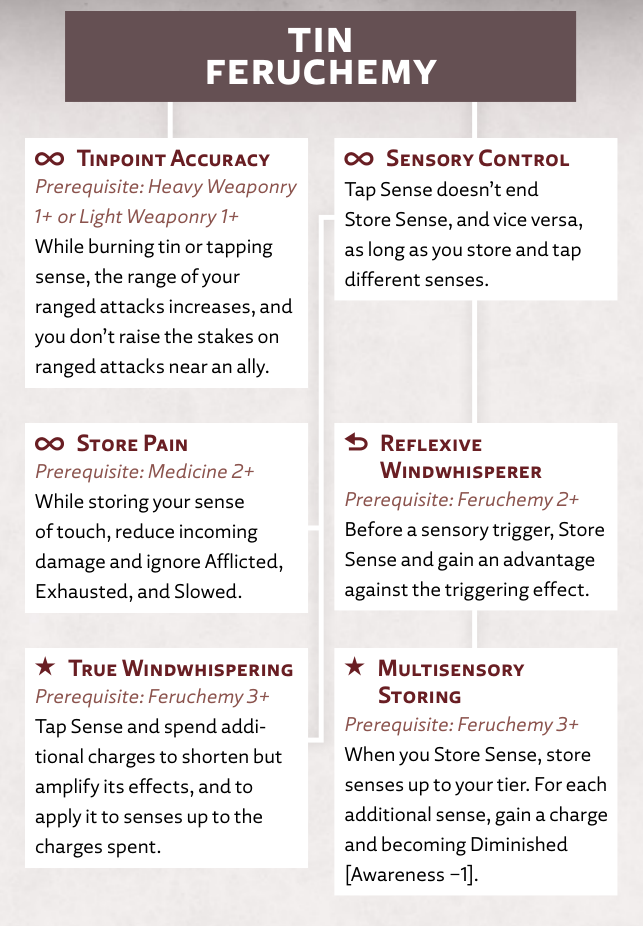 TIN
FERUCHEMY
∞ Tinpoint Accuracy
Prerequisite: Heavy Weaponry
1+ or Light Weaponry 1+
While burning tin or tapping
sense, the range of your
ranged attacks increases, and
you don’t raise the stakes on
ranged attacks near an ally.
∞ Sensory Control
Tap Sense doesn’t end
Store Sense, and vice versa,
as long as you store and tap
different senses.
∞ Store Pain
Prerequisite: Medicine 2+
While storing your sense
of touch, reduce incoming
damage and ignore Afflicted,
Exhausted, and Slowed.
Reflexive
Windwhisperer
Prerequisite: Feruchemy 2+
Before a sensory trigger, Store
Sense and gain an advantage
against the triggering effect.
★ True Windwhispering
Prerequisite: Feruchemy 3+
Tap Sense and spend addi-
tional charges to shorten but
amplify its effects, and to
apply it to senses up to the
charges spent.
★ Multisensory
Storing
Prerequisite: Feruchemy 3+
When you Store Sense, store
senses up to your tier. For each
additional sense, gain a charge
and becoming Diminished
[Awareness −1].